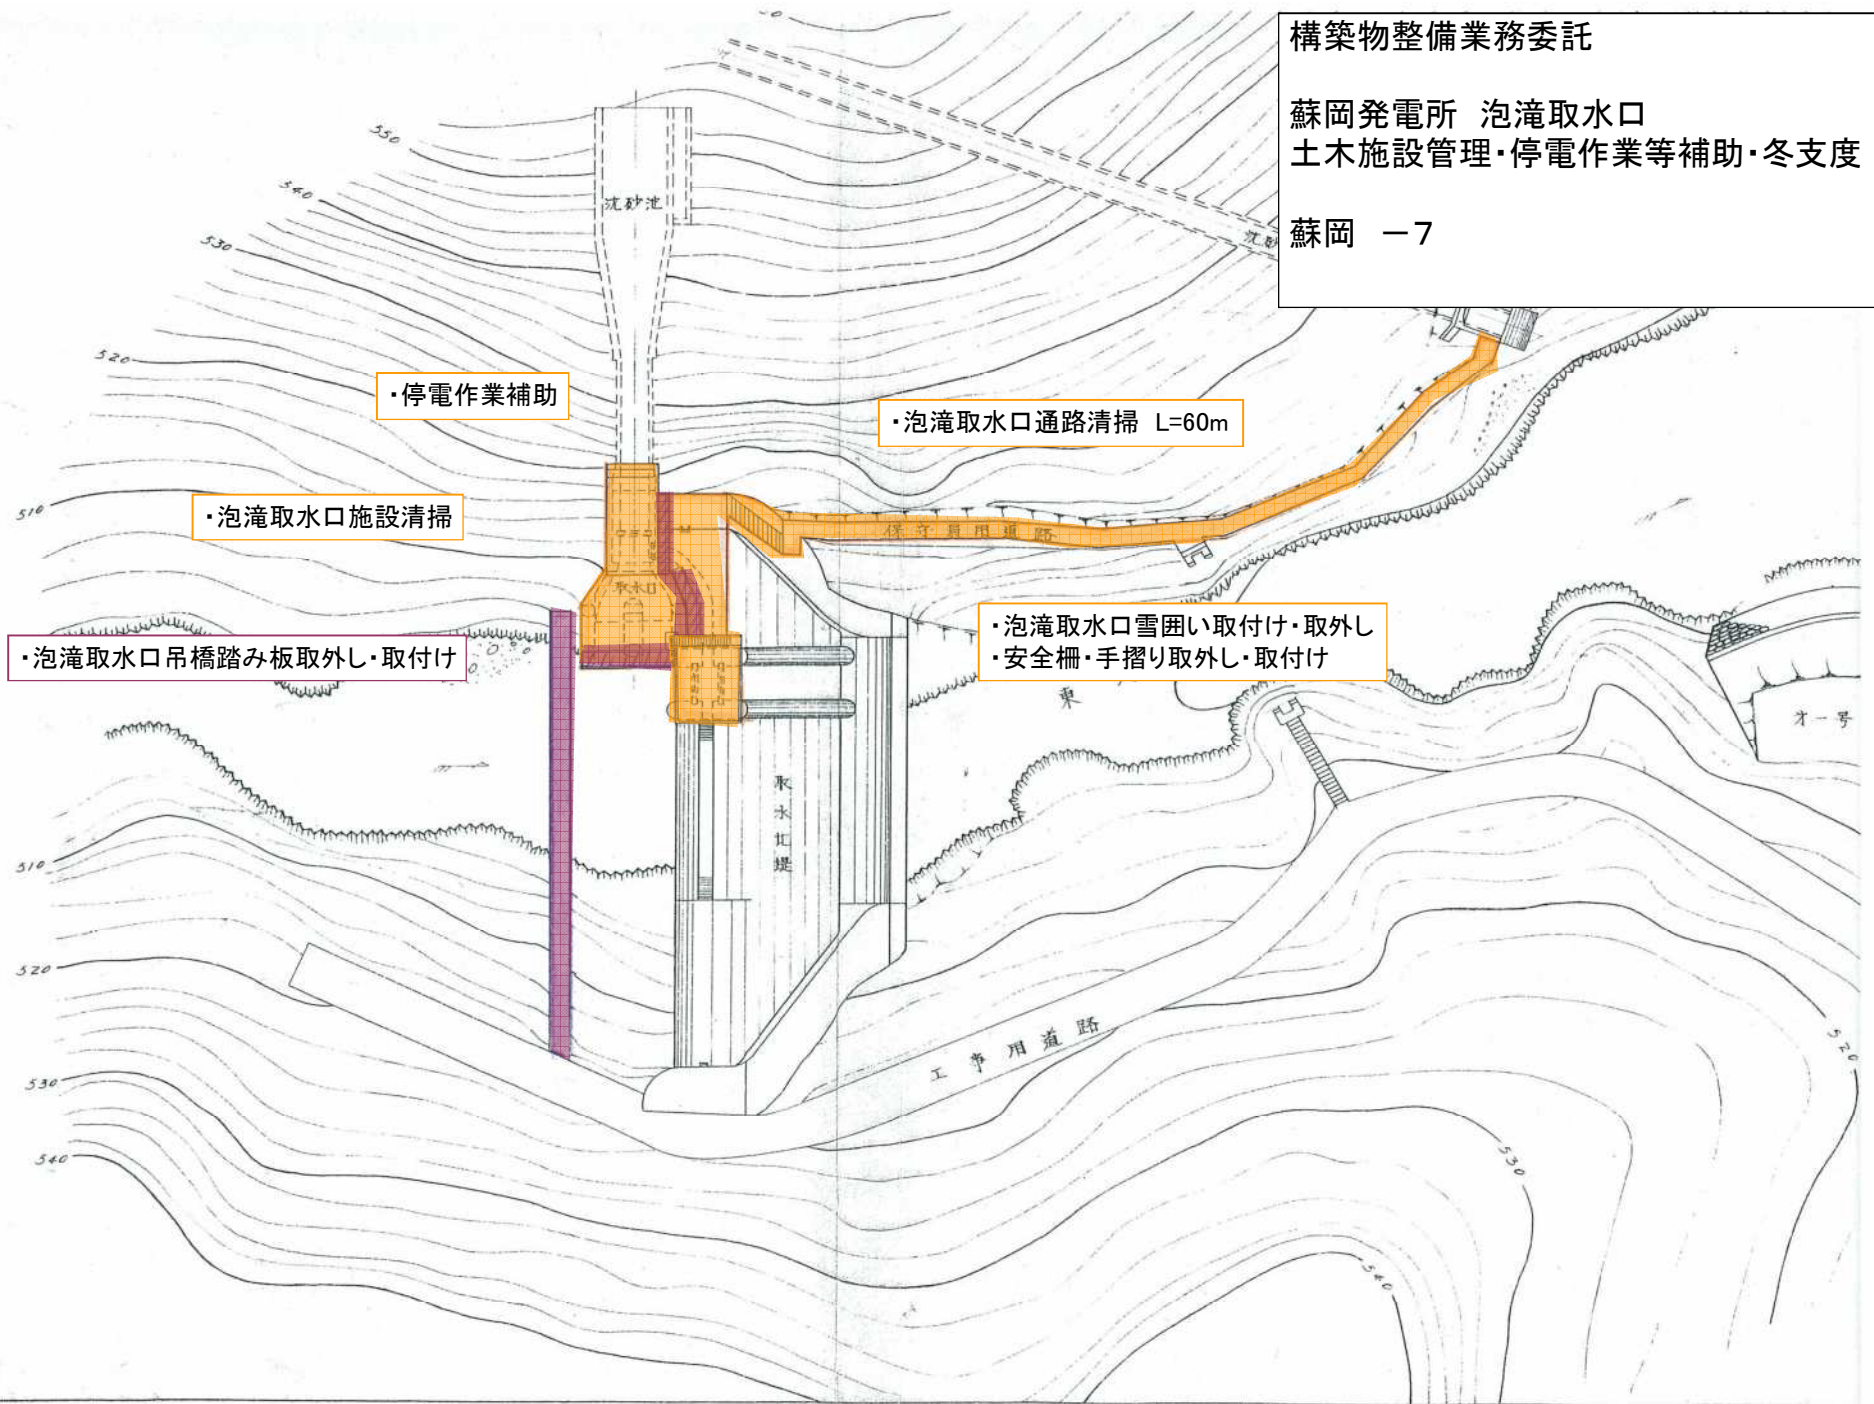 構築物整備業務委託
蘇岡発電所 泡滝取水口
土木施設管理・停電作業等補助・冬支度
蘇岡 －7
550
540
530
520
510
沈砂池
・停電作業補助
・泡滝取水口通路清掃 L=60m
・泡滝取水口施設清掃
保守員用道路
取水口
・泡滝取水口吊橋踏み板取外し・取付け
・泡滝取水口雪囲い取付け・取外し
・安全柵・手摺り取外し・取付け
東
オ一号
取水堰堤
510
520
530
540
工事用道路
520
530
540